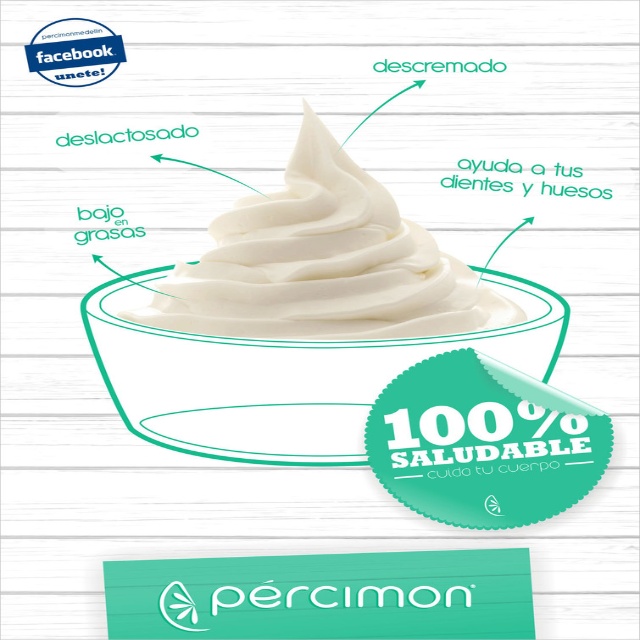 percimonmedellin
facebook
unete!
descremado
deslactosado
ayuda a tus
dientes y huesos
bajo
en
grasas
100%
SALUDABLE
cuida tu cuerpo
pércimon